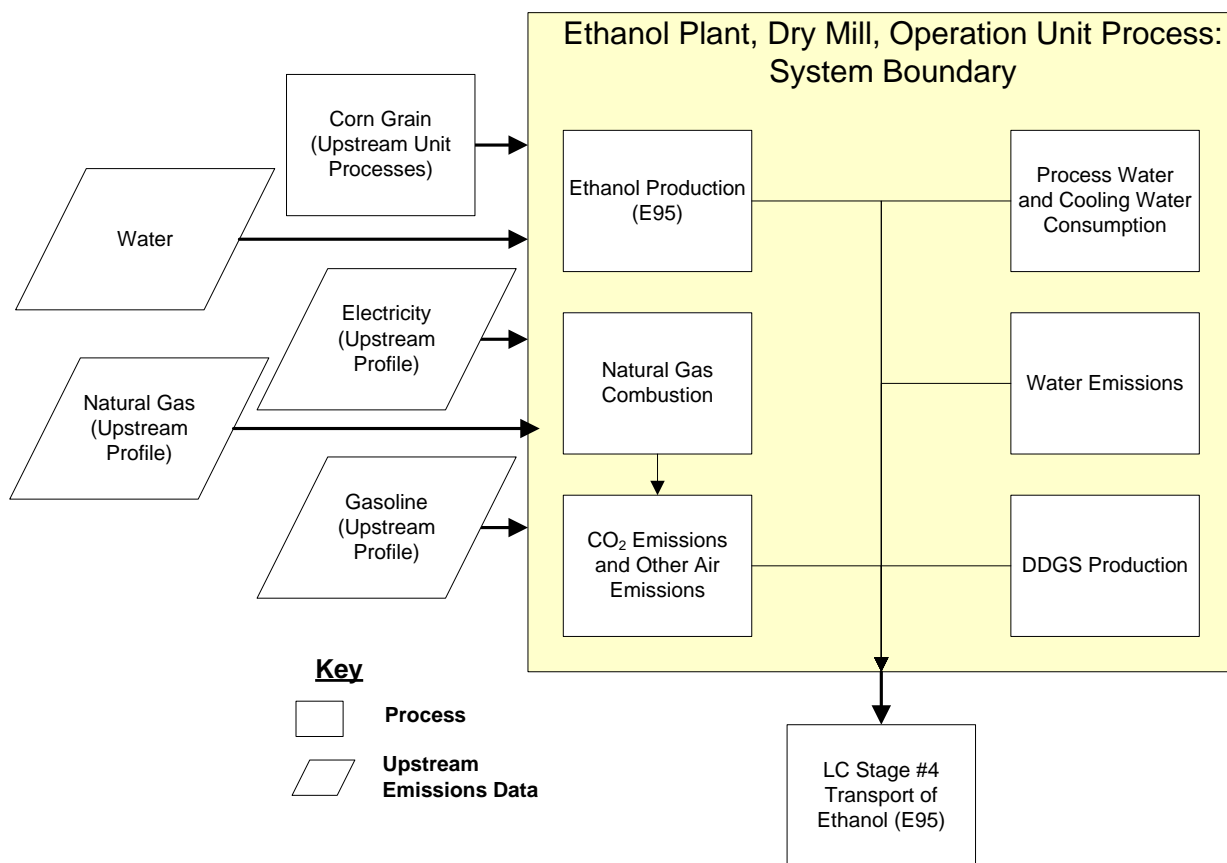 Ethanol Plant, Dry Mill, Operation Unit Process:
System Boundary
Corn Grain
(Upstream Unit
Processes)
Water
Electricity
(Upstream
Profile)
Natural Gas
(Upstream
Profile)
Gasoline
(Upstream
Profile)
Ethanol Production
(E95)
Process Water
and Cooling Water
Consumption
Natural Gas
Combustion
Water Emissions
CO₂ Emissions
and Other Air
Emissions
DDGS Production
Key
Process
Upstream
Emissions Data
LC Stage #4
Transport of
Ethanol (E95)